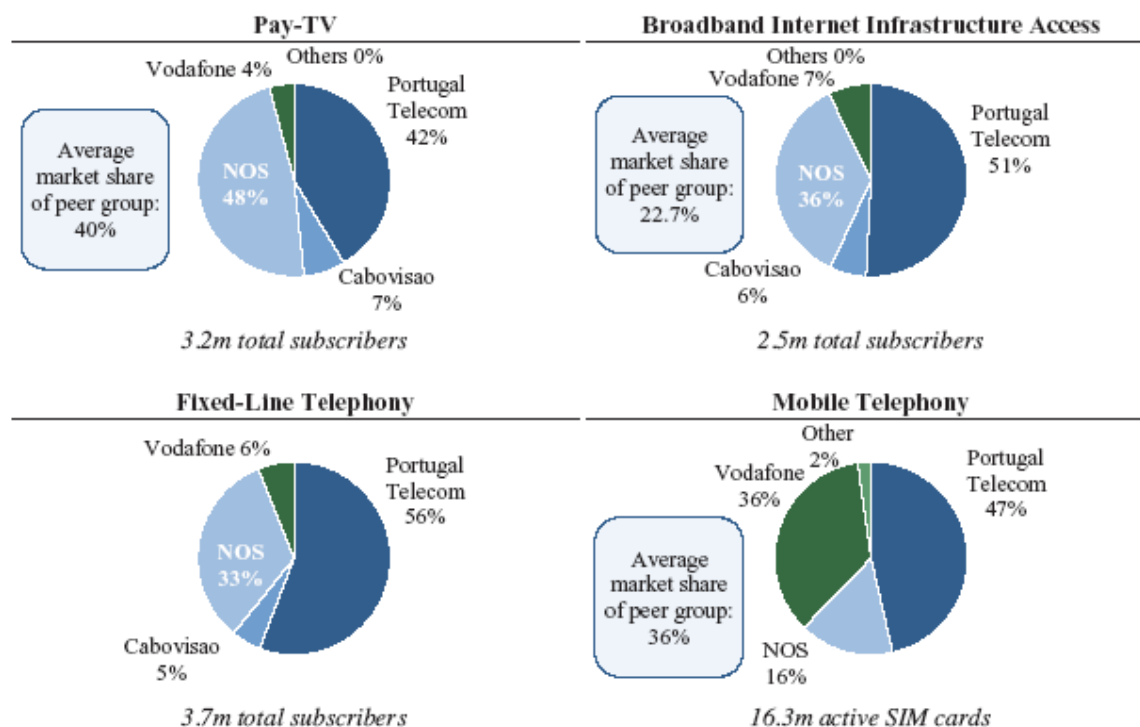 Pay-TV
Others 0%
Vodafone 4%
Portugal
Telecom
42%
Average
market share
of peer group:
40%
NOS
48%
Cabovisao
7%
3.2m total subscribers
Broadband Internet Infrastructure Access
Others 0%
Vodafone 7%
Portugal
Telecom
51%
Average
market share
of peer group:
22.7%
NOS
36%
Cabovisao
6%
2.5m total subscribers
Fixed-Line Telephony
Vodafone 6%
Portugal
Telecom
56%
NOS
33%
Cabovisao
5%
3.7m total subscribers
Mobile Telephony
Other
2%
Vodafone
36%
Portugal
Telecom
47%
Average
market share
of peer group:
36%
NOS
16%
16.3m active SIM cards